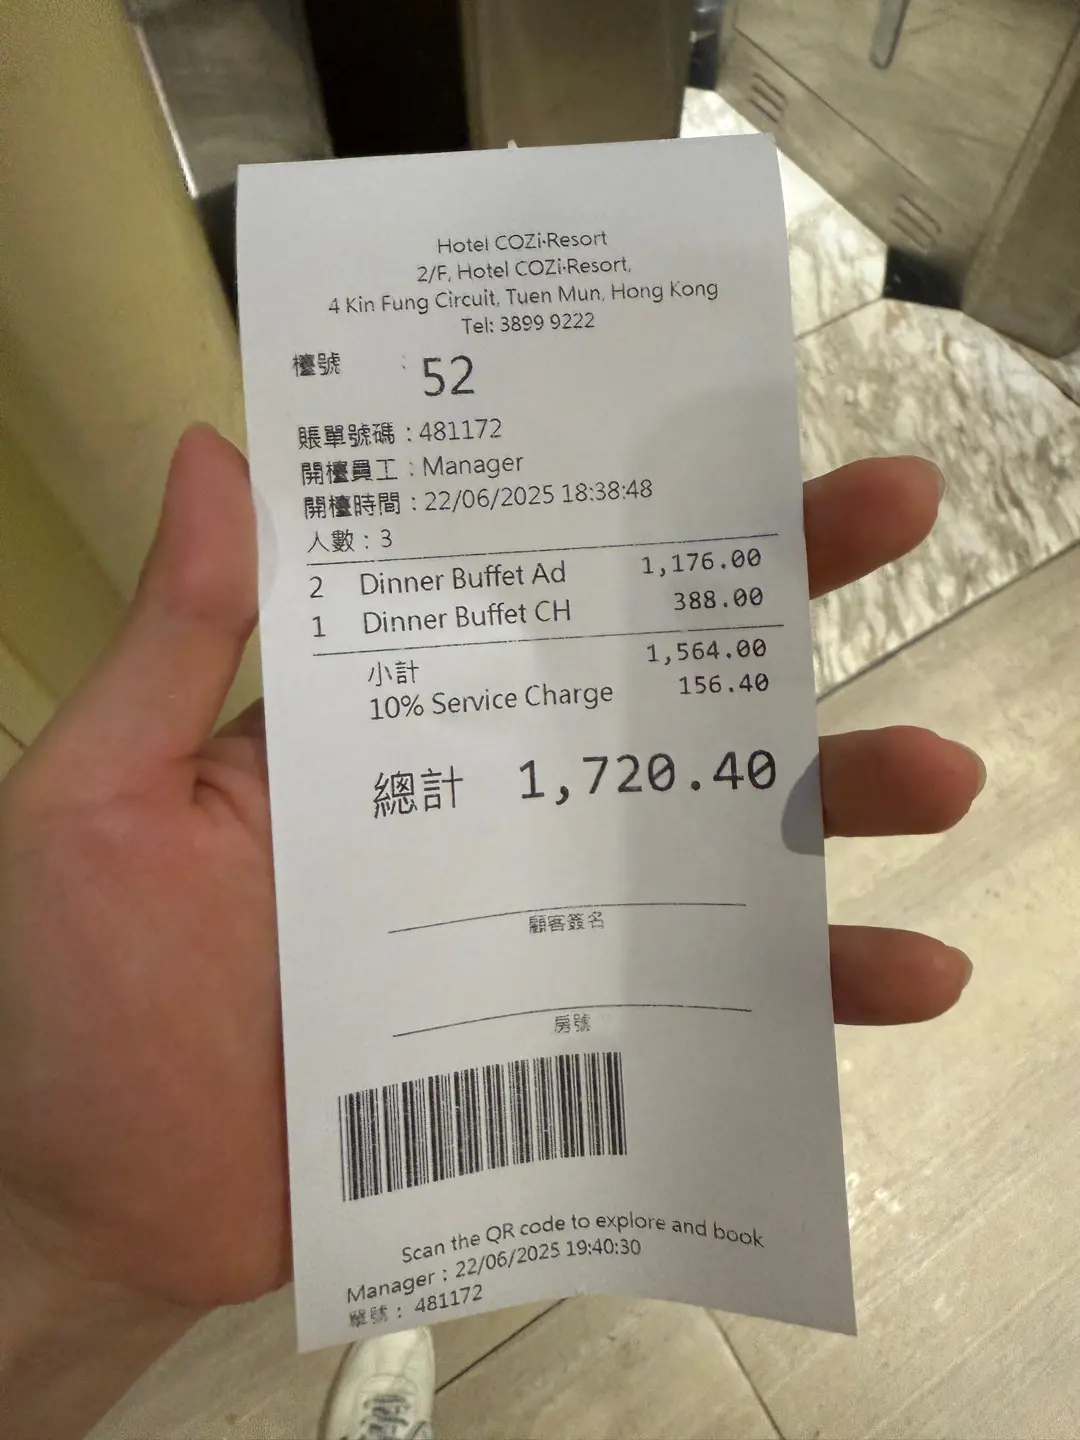 Hotel COZi·Resort
2/F, Hotel COZi·Resort,
4 Kin Fung Circuit, Tuen Mun, Hong Kong
Tel: 3899 9222
檯號 : 52
賬單號碼 : 481172
開檯員工 : Manager
開檯時間 : 22/06/2025 18:38:48
人數 : 3
2 Dinner Buffet Ad 1,176.00
1 Dinner Buffet CH 388.00
小計 1,564.00
10% Service Charge 156.40
總計 1,720.40
顧客簽名
房號
Scan the QR code to explore and book
Manager : 22/06/2025 19:40:30
單號 : 481172